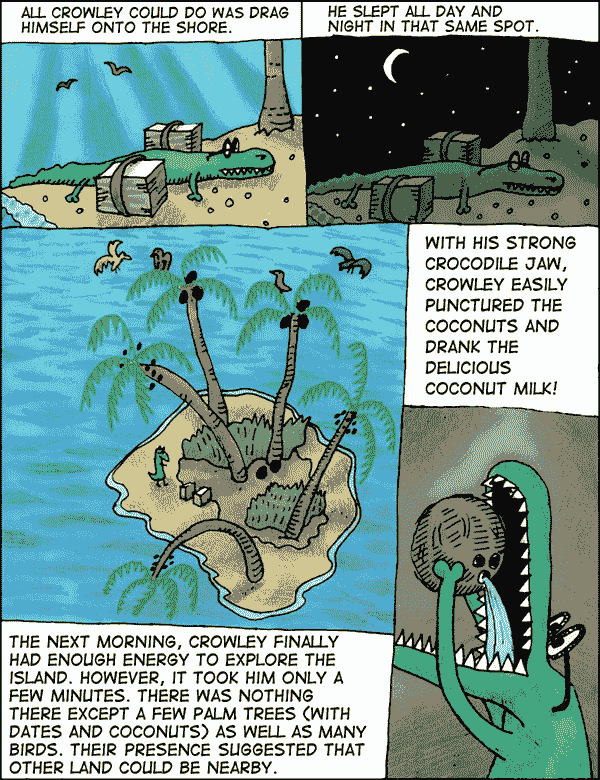 ALL CROWLEY COULD DO WAS DRAG
HIMSELF ONTO THE SHORE.
HE SLEPT ALL DAY AND
NIGHT IN THAT SAME SPOT.
THE NEXT MORNING, CROWLEY FINALLY
HAD ENOUGH ENERGY TO EXPLORE THE
ISLAND. HOWEVER, IT TOOK HIM ONLY A
FEW MINUTES. THERE WAS NOTHING
THERE EXCEPT A FEW PALM TREES (WITH
DATES AND COCONUTS) AS WELL AS MANY
BIRDS. THEIR PRESENCE SUGGESTED THAT
OTHER LAND COULD BE NEARBY.
WITH HIS STRONG
CROCODILE JAW,
CROWLEY EASILY
PUNCTURED THE
COCONUTS AND
DRANK THE
DELICIOUS
COCONUT MILK!